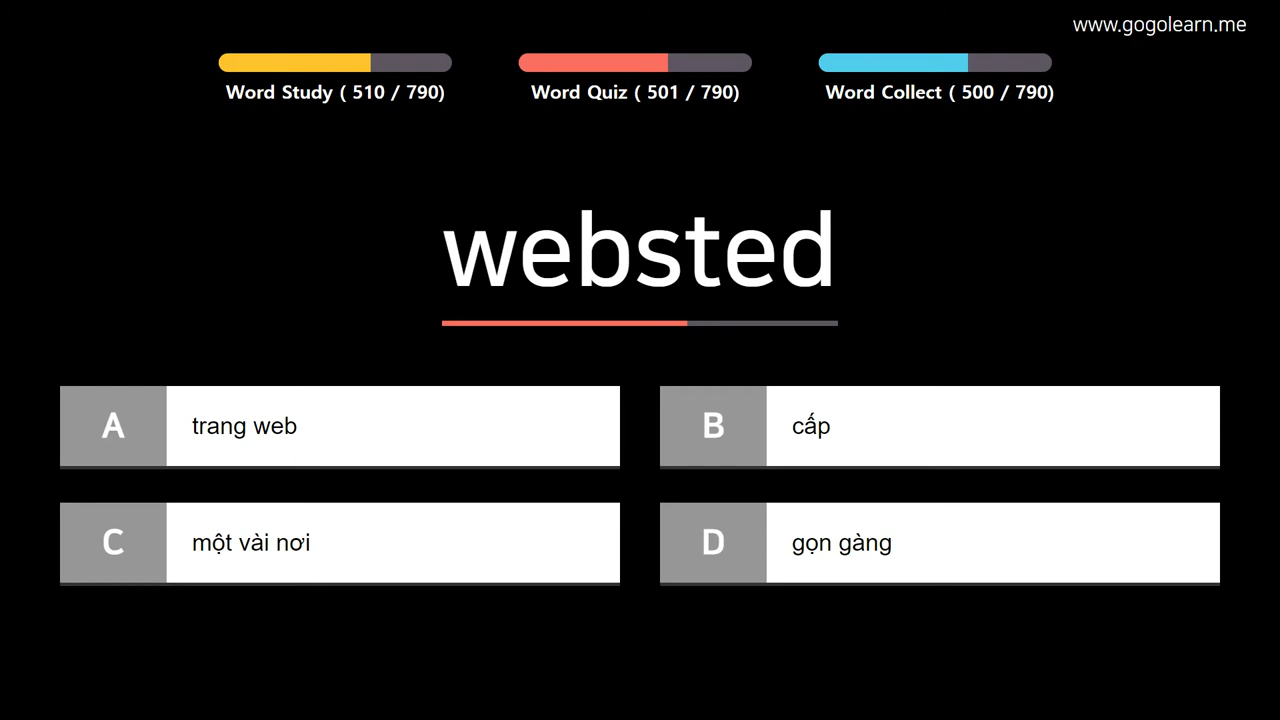 www.gogolearn.me
Word Study ( 510 / 790)
Word Quiz ( 501 / 790)
Word Collect ( 500 / 790)
websted
A trang web
B cấp
C một vài nơi
D gọn gàng